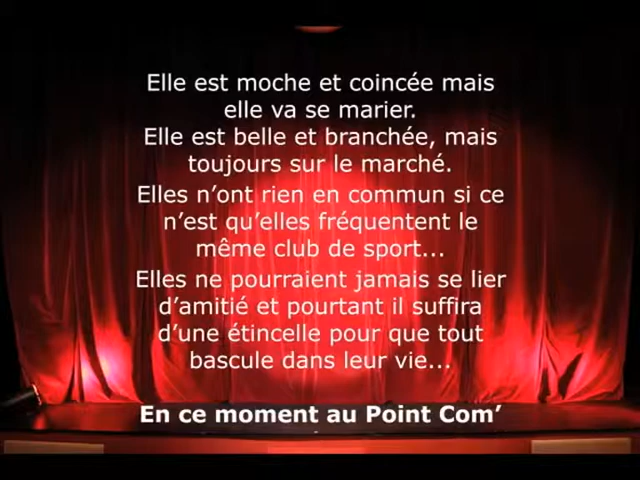 Elle est moche et coincée mais
elle va se marier.
Elle est belle et branchée, mais
toujours sur le marché.
Elles n'ont rien en commun si ce
n'est qu'elles fréquentent le
même club de sport...
Elles ne pourraient jamais se lier
d'amitié et pourtant il suffira
d'une étincelle pour que tout
bascule dans leur vie...
En ce moment au Point Com'